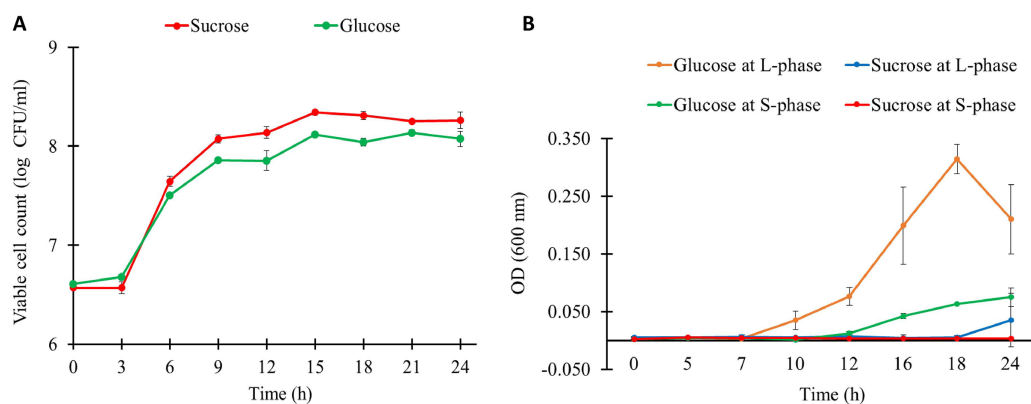 A
Sucrose
Glucose
Viable cell count (log CFU/ml)
9
8
7
6
0 3 6 9 12 15 18 21 24
Time (h)
B
Glucose at L-phase
Sucrose at L-phase
Glucose at S-phase
Sucrose at S-phase
OD (600 nm)
0.350
0.250
0.150
0.050
-0.050
0 5 7 10 12 16 18 24
Time (h)